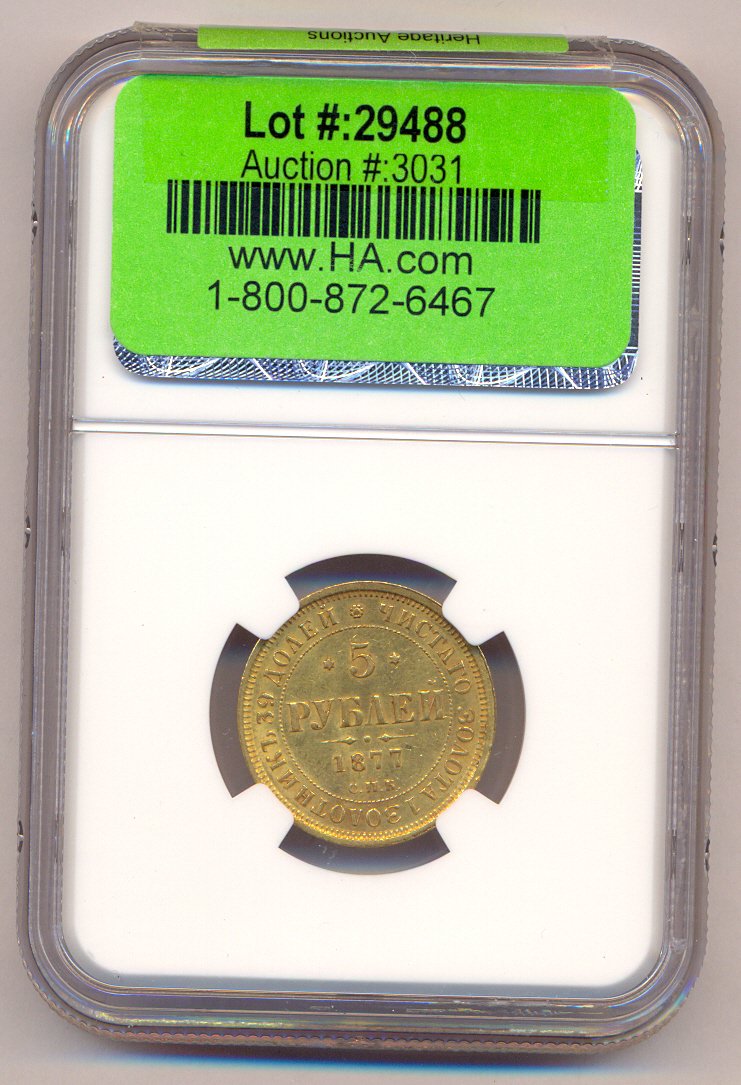 Heritage Auctions
Lot #:29488
Auction #:3031
www.HA.com
1-800-872-6467
ЧИСТАГО ЗОЛОТА 1 ЗОЛОТНИКЪ 39 ДОЛЕЙ
5
РУБЛЕЙ
1877
С.П.Б.